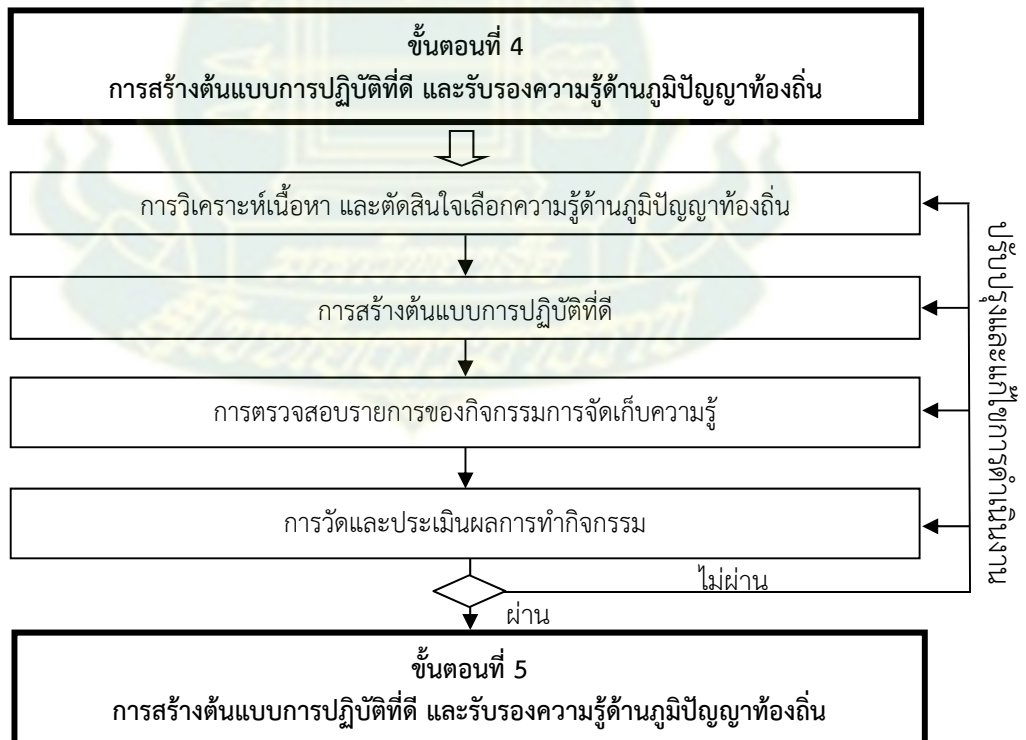 ขั้นตอนที่ 4
การสร้างต้นแบบการปฏิบัติที่ดี และรับรองความรู้ด้านภูมิปัญญาท้องถิ่น
การวิเคราะห์เนื้อหา และตัดสินใจเลือกความรู้ด้านภูมิปัญญาท้องถิ่น
การสร้างต้นแบบการปฏิบัติที่ดี
การตรวจสอบรายการของกิจกรรมการจัดเก็บความรู้
การวัดและประเมินผลการทำกิจกรรม
ปรับปรุงและแก้ไขการดำเนินงาน
ไม่ผ่าน
ผ่าน
ขั้นตอนที่ 5
การสร้างต้นแบบการปฏิบัติที่ดี และรับรองความรู้ด้านภูมิปัญญาท้องถิ่น